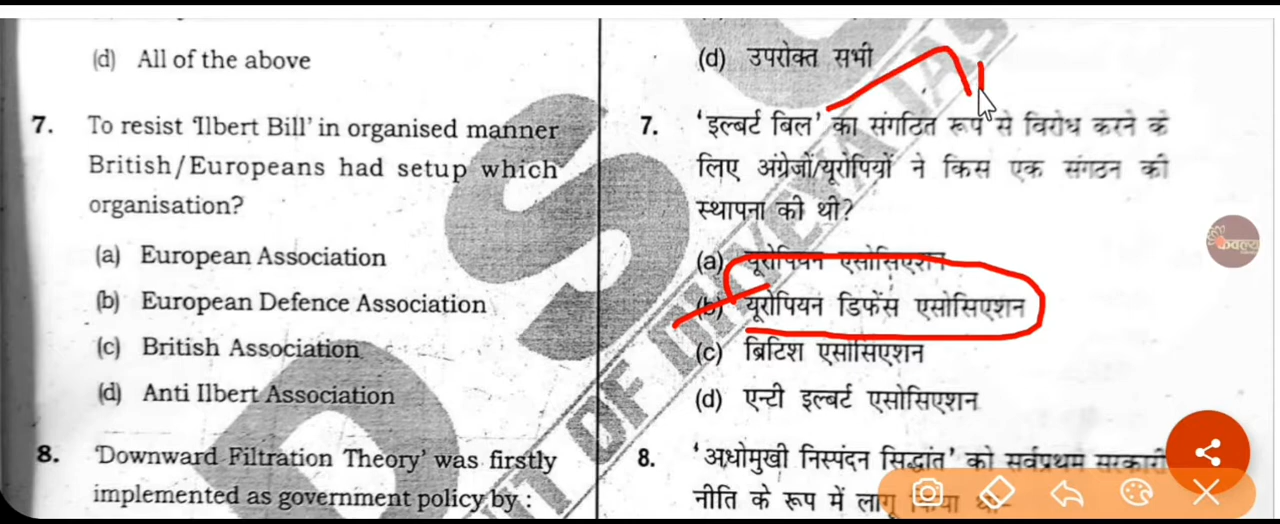 (d) All of the above
7. To resist 'Ilbert Bill' in organised manner
British/Europeans had setup which
organisation?
(a) European Association
(b) European Defence Association
(c) British Association
(d) Anti Ilbert Association
8. 'Downward Filtration Theory' was firstly
implemented as government policy by :
(d) उपरोक्त सभी
7. 'इल्बर्ट बिल' का संगठित रूप से विरोध करने के
लिए अंग्रेजों/यूरोपियों ने किस एक संगठन की
स्थापना की थी?
(a) यूरोपियन एसोसिएशन
(b) यूरोपियन डिफेंस एसोसिएशन
(c) ब्रिटिश एसोसिएशन
(d) एन्टी इल्बर्ट एसोसिएशन
8. 'अधोमुखी निस्पंदन सिद्धांत' को सर्वप्रथम सरकारी
नीति के रूप में लागू किया था-